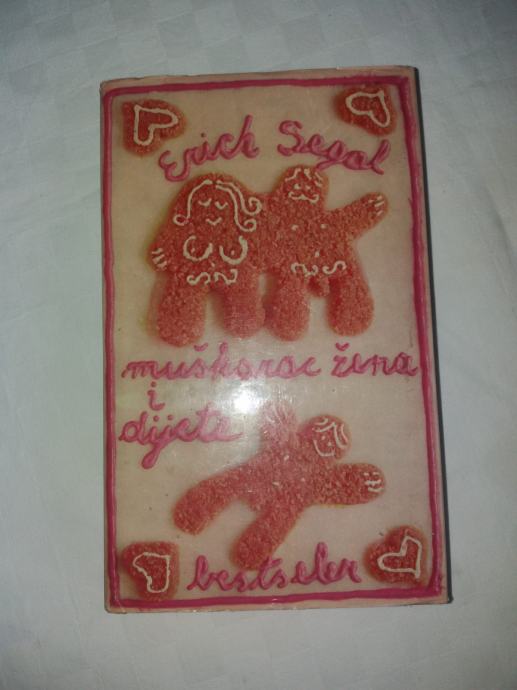 Erich Segal
muškarac žena
i
dijete
bestseler